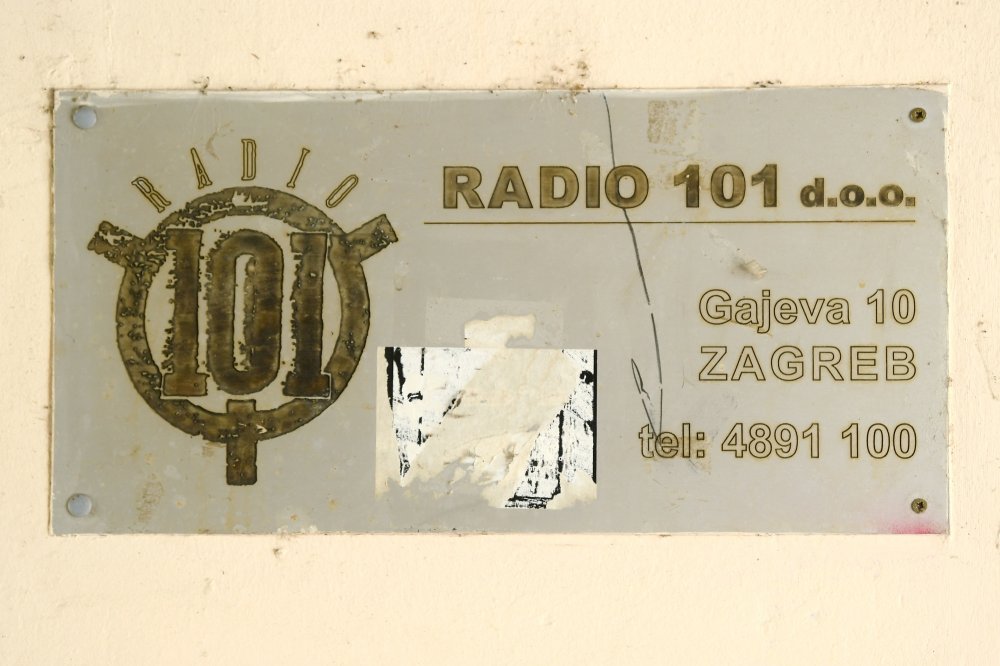 RADIO
101
RADIO 101 d.o.o.
Gajeva 10
ZAGREB
tel: 4891 100